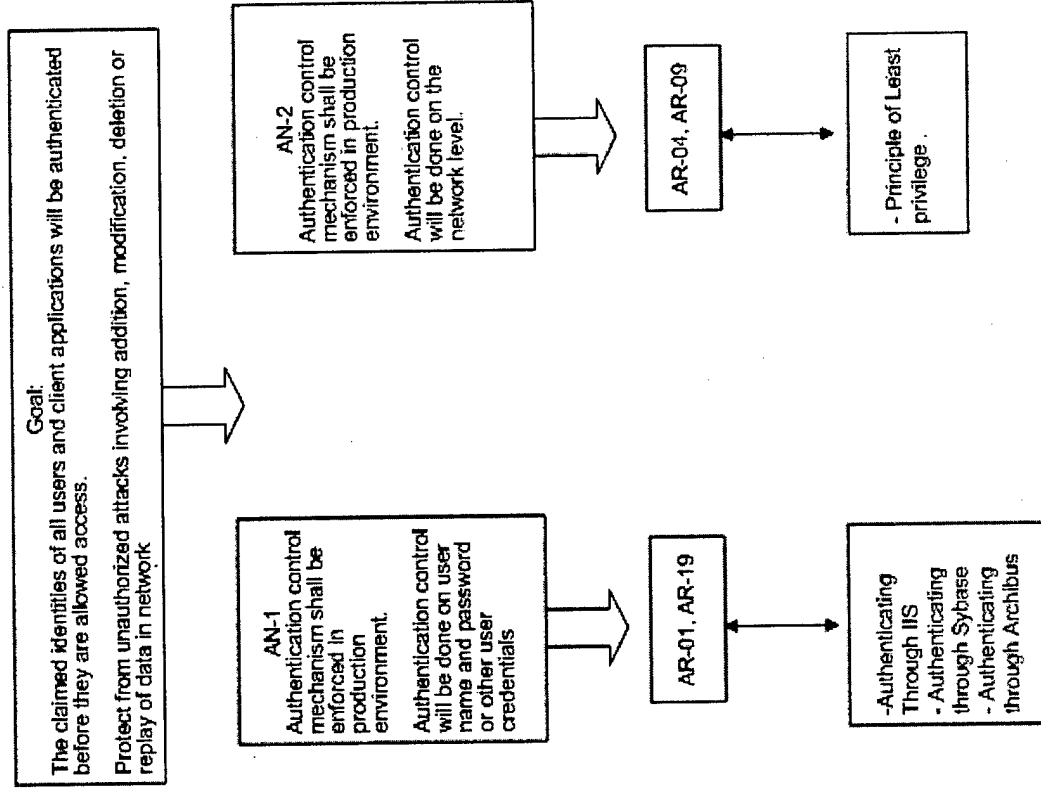 Goal:
The claimed identities of all users and client applications will be authenticated
before they are allowed access.
Protect from unauthorized attacks involving addition, modification, deletion or
replay of data in network
AN-1
Authentication control
mechanism shall be
enforced in
production
environment.
Authentication control
will be done on user
name and password
or other user
credentials
AN-2
Authentication control
mechanism shall be
enforced in production
environment.
Authentication control
will be done on the
network level.
AR-01, AR-19
AR-04, AR-09
-Authenticating
Through IIS
- Authenticating
through Sybase
- Authenticating
through Archibus
- Principle of Least
privilege .